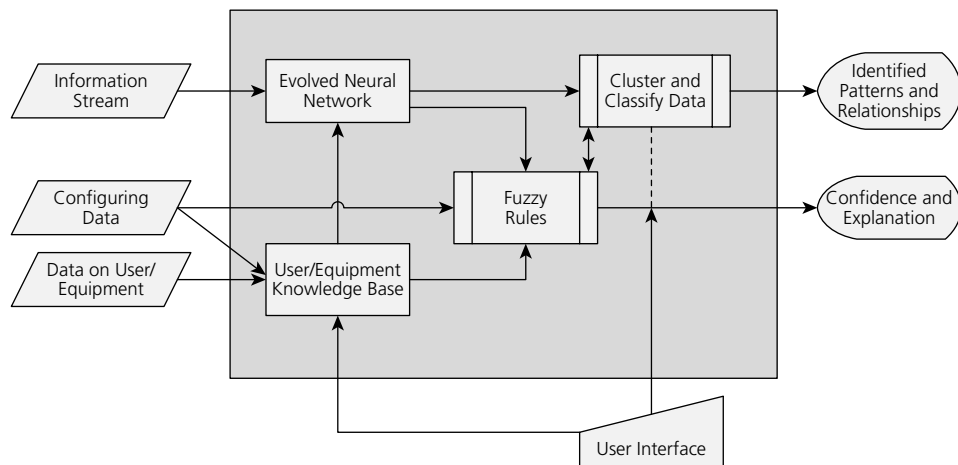 Information
Stream
Evolved Neural
Network
Cluster and
Classify Data
Identified
Patterns and
Relationships
Configuring
Data
Fuzzy
Rules
Confidence and
Explanation
Data on User/
Equipment
User/Equipment
Knowledge Base
User Interface